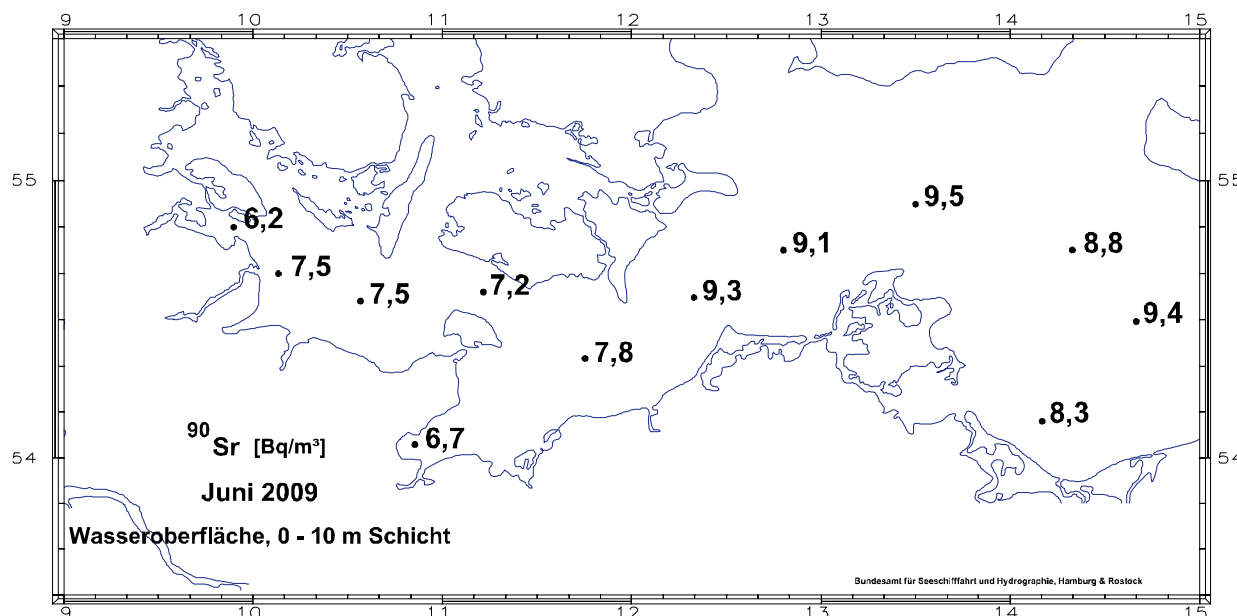 9 10 11 12 13 14 15
55 55
9,5
6,2
9,1 8,8
7,5
7,5 7,2 9,3
9,4
7,8
8,3
6,7
90Sr [Bq/m³]
54 54
Juni 2009
Wasseroberfläche, 0 - 10 m Schicht
Bundesamt für Seeschifffahrt und Hydrographie, Hamburg & Rostock
9 10 11 12 13 14 15